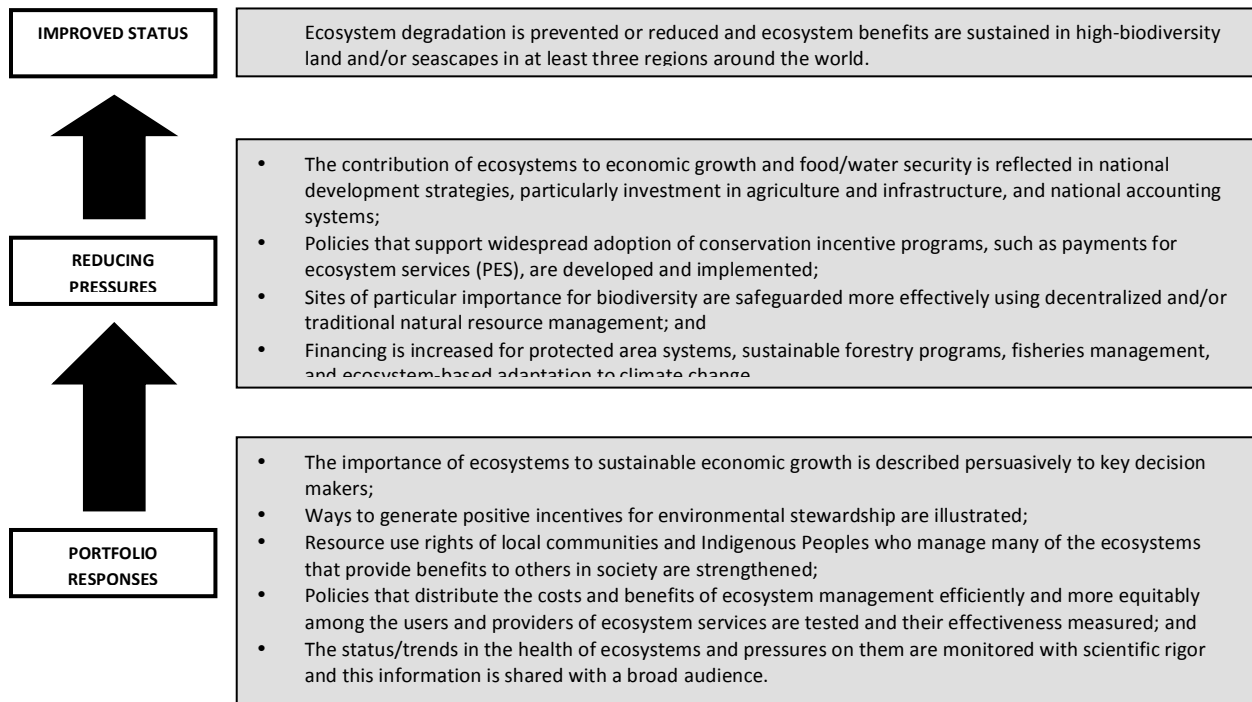 IMPROVED STATUS
Ecosystem degradation is prevented or reduced and ecosystem benefits are sustained in high-biodiversity
land and/or seascapes in at least three regions around the world.
REDUCING
PRESSURES
• The contribution of ecosystems to economic growth and food/water security is reflected in national
development strategies, particularly investment in agriculture and infrastructure, and national accounting
systems;
• Policies that support widespread adoption of conservation incentive programs, such as payments for
ecosystem services (PES), are developed and implemented;
• Sites of particular importance for biodiversity are safeguarded more effectively using decentralized and/or
traditional natural resource management; and
• Financing is increased for protected area systems, sustainable forestry programs, fisheries management,
and ecosystem-based adaptation to climate change
PORTFOLIO
RESPONSES
• The importance of ecosystems to sustainable economic growth is described persuasively to key decision
makers;
• Ways to generate positive incentives for environmental stewardship are illustrated;
• Resource use rights of local communities and Indigenous Peoples who manage many of the ecosystems
that provide benefits to others in society are strengthened;
• Policies that distribute the costs and benefits of ecosystem management efficiently and more equitably
among the users and providers of ecosystem services are tested and their effectiveness measured; and
• The status/trends in the health of ecosystems and pressures on them are monitored with scientific rigor
and this information is shared with a broad audience.